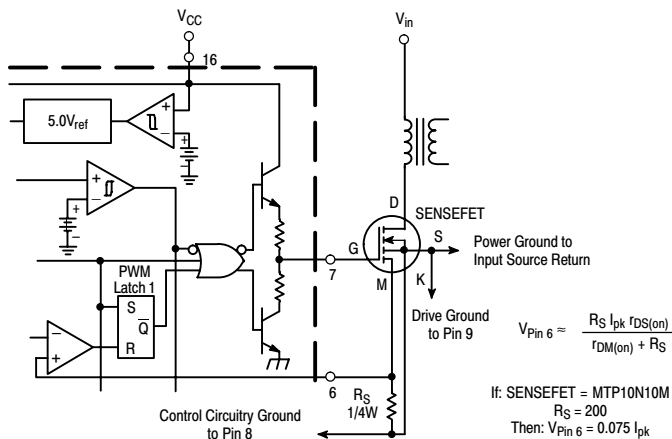 VCC
Vin
16
5.0Vref
+
−
+
−
+
−
+
D
SENSEFET
S
G
Power Ground to
Input Source Return
7
M
K
PWM
Latch 1
S
Q̅
R
Drive Ground
to Pin 9
VPin 6 ≈ RS Ipk rDS(on)
rDM(on) + RS
−
+
6
RS
1/4W
Control Circuitry Ground
to Pin 8
If: SENSEFET = MTP10N10M
RS = 200
Then: VPin 6 = 0.075 Ipk